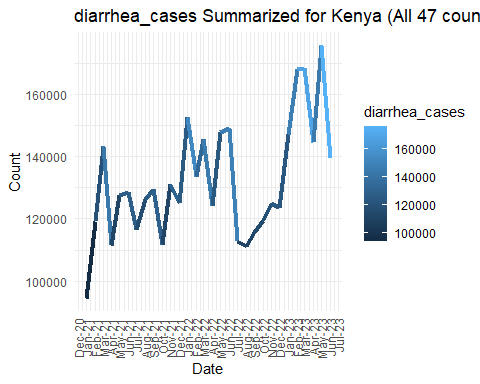 diarrhea_cases Summarized for Kenya (All 47 coun
Count
160000
140000
120000
100000
Dec-20
Jan-21
Feb-21
Mar-21
Apr-21
May-21
Jun-21
Jul-21
Aug-21
Sep-21
Oct-21
Nov-21
Dec-21
Jan-22
Feb-22
Mar-22
Apr-22
May-22
Jun-22
Jul-22
Aug-22
Sep-22
Oct-22
Nov-22
Dec-22
Jan-23
Feb-23
Mar-23
Apr-23
May-23
Jun-23
Jul-23
Date
diarrhea_cases
160000
140000
120000
100000